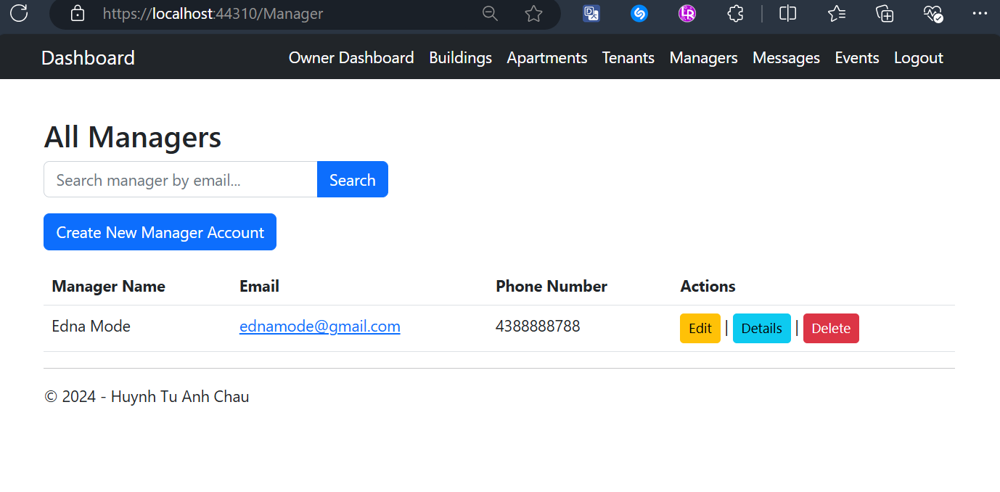 https://localhost:44310/Manager
Dashboard Owner Dashboard Buildings Apartments Tenants Managers Messages Events Logout
All Managers
Search manager by email... Search
Create New Manager Account
Manager Name Email Phone Number Actions
Edna Mode ednamode@gmail.com 4388888788 Edit | Details | Delete
© 2024 - Huynh Tu Anh Chau